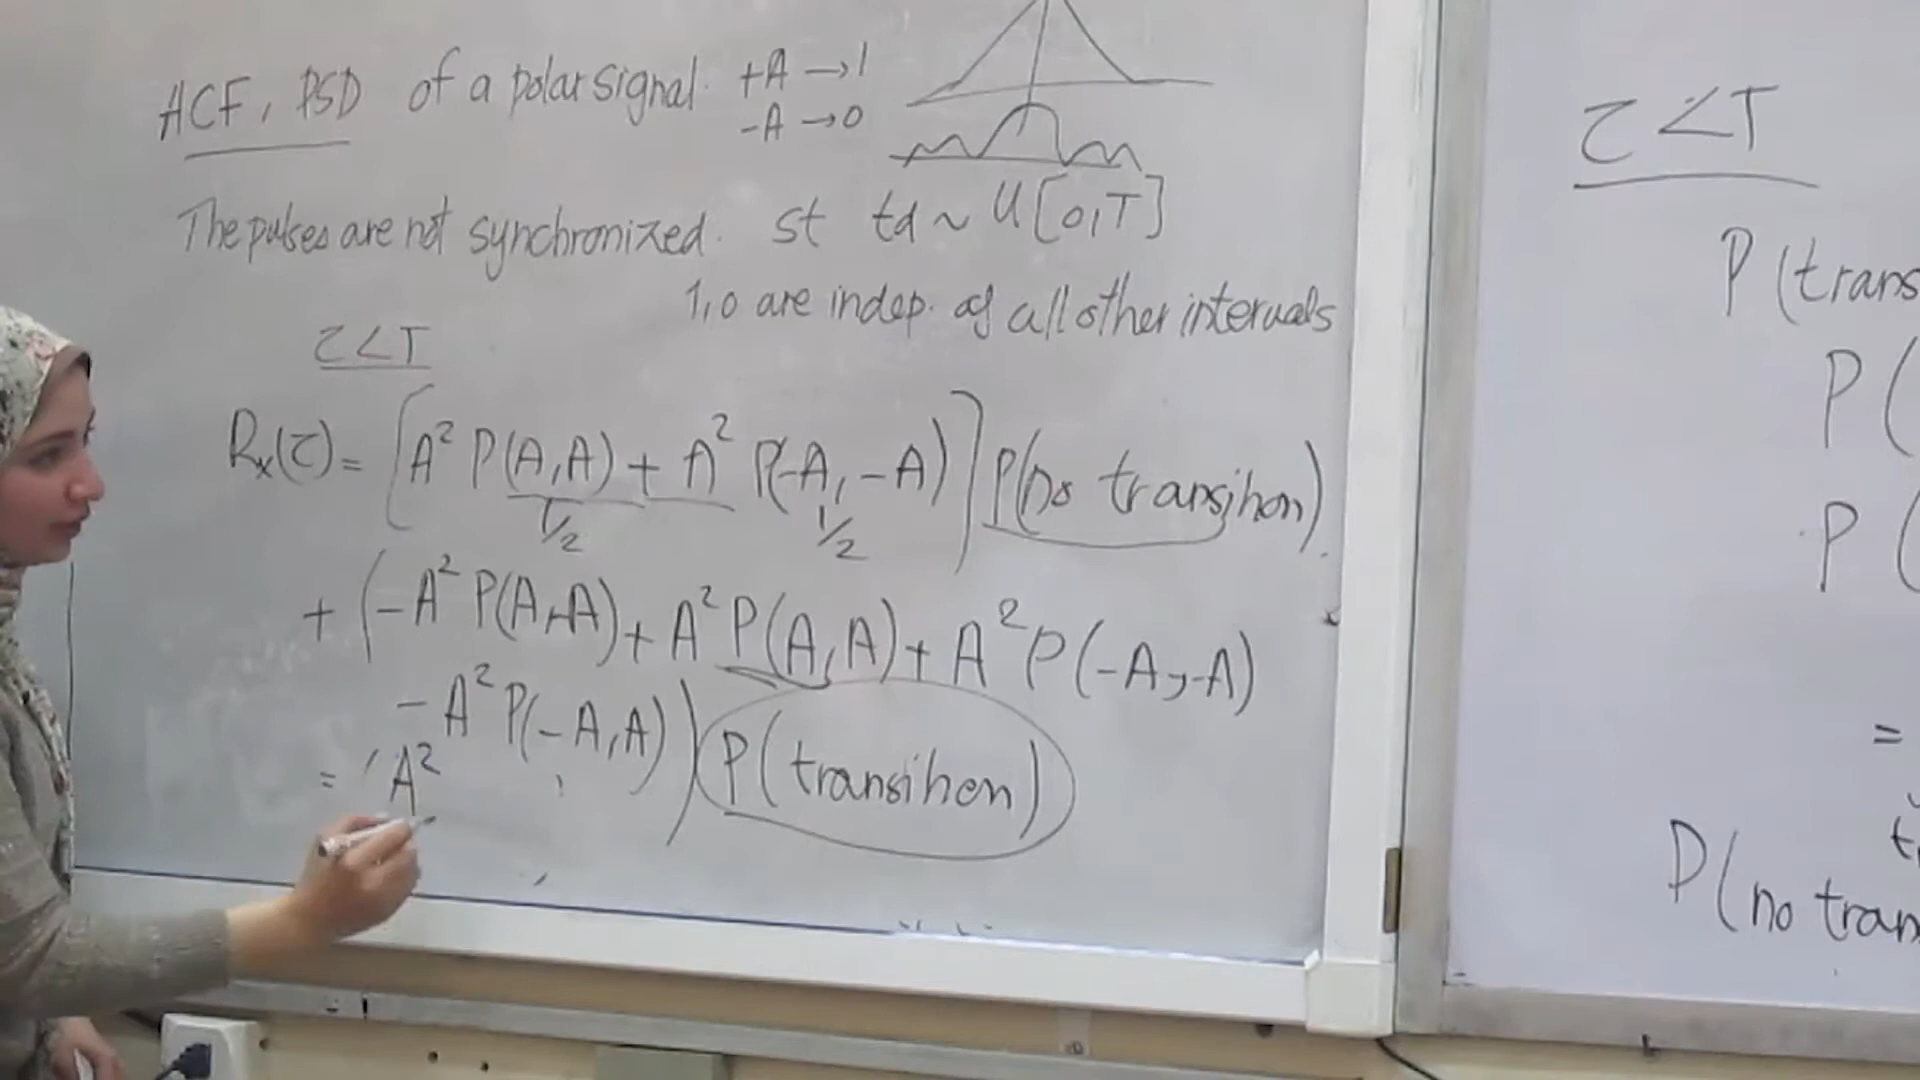 ACF, PSD of a polar signal. +A → 1
-A → 0
The pulses are not synchronized. st td ~ U[0,T]
1,0 are indep. of all other intervals
τ<T
Rx(τ) = [A² P(A,A) + A² P(-A,-A)] P(no transition).
1/2 1/2
+ (-A² P(A,-A) + A² P(A,A) + A² P(-A,-A)
- A² P(-A,A)) P(transition)
= A²
τ<T
P(trans
P(
P(
=
P(no tran